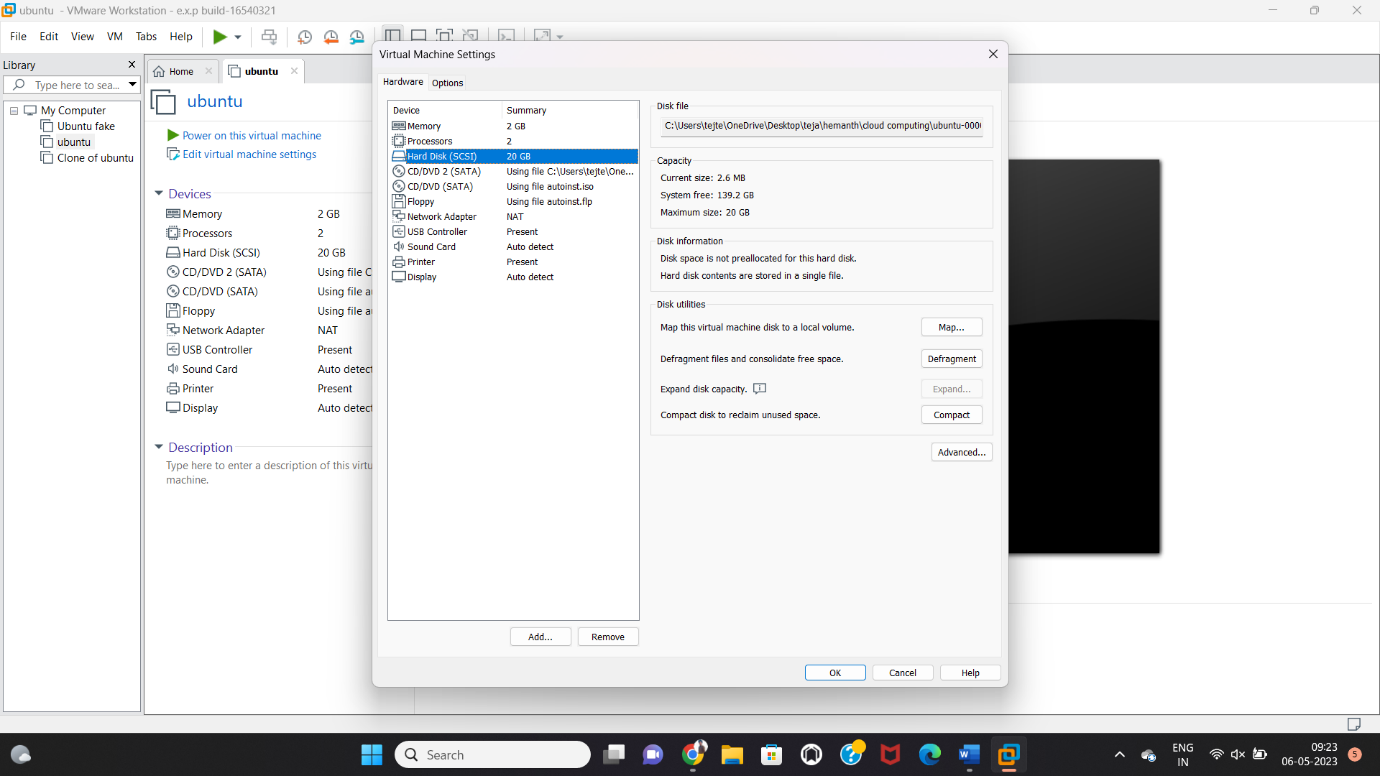 ubuntu - VMware Workstation - e.x.p build-16540321
File Edit View VM Tabs Help
Library
Type here to sea...
My Computer
Ubuntu fake
ubuntu
Clone of ubuntu
Home
ubuntu
ubuntu
Power on this virtual machine
Edit virtual machine settings
Devices
Memory 2 GB
Processors 2
Hard Disk (SCSI) 20 GB
CD/DVD 2 (SATA) Using file C
CD/DVD (SATA) Using file a
Floppy Using file a
Network Adapter NAT
USB Controller Present
Sound Card Auto detect
Printer Present
Display Auto detect
Description
Type here to enter a description of this virtu
machine.
Virtual Machine Settings
Hardware Options
Device Summary
Memory 2 GB
Processors 2
Hard Disk (SCSI) 20 GB
CD/DVD 2 (SATA) Using file C:\Users\tejte\One...
CD/DVD (SATA) Using file autoinst.iso
Floppy Using file autoinst.flp
Network Adapter NAT
USB Controller Present
Sound Card Auto detect
Printer Present
Display Auto detect
Add... Remove
Disk file
C:\Users\tejte\OneDrive\Desktop\teja\hemanth\cloud computing\ubuntu-000
Capacity
Current size: 2.6 MB
System free: 139.2 GB
Maximum size: 20 GB
Disk information
Disk space is not preallocated for this hard disk.
Hard disk contents are stored in a single file.
Disk utilities
Map this virtual machine disk to a local volume. Map...
Defragment files and consolidate free space. Defragment
Expand disk capacity. Expand...
Compact disk to reclaim unused space. Compact
Advanced...
OK Cancel Help
Search
ENG
IN
09:23
06-05-2023
5